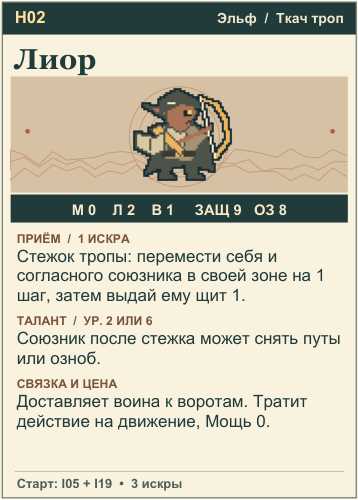 H02 Эльф / Ткач троп
Лиор
М 0 Л 2 В 1 ЗАЩ 9 ОЗ 8
ПРИЁМ / 1 ИСКРА
Стежок тропы: перемести себя и
согласного союзника в своей зоне на 1
шаг, затем выдай ему щит 1.
ТАЛАНТ / УР. 2 ИЛИ 6
Союзник после стежка может снять путы
или озноб.
СВЯЗКА И ЦЕНА
Доставляет воина к воротам. Тратит
действие на движение, Мощь 0.
Старт: I05 + I19 • 3 искры